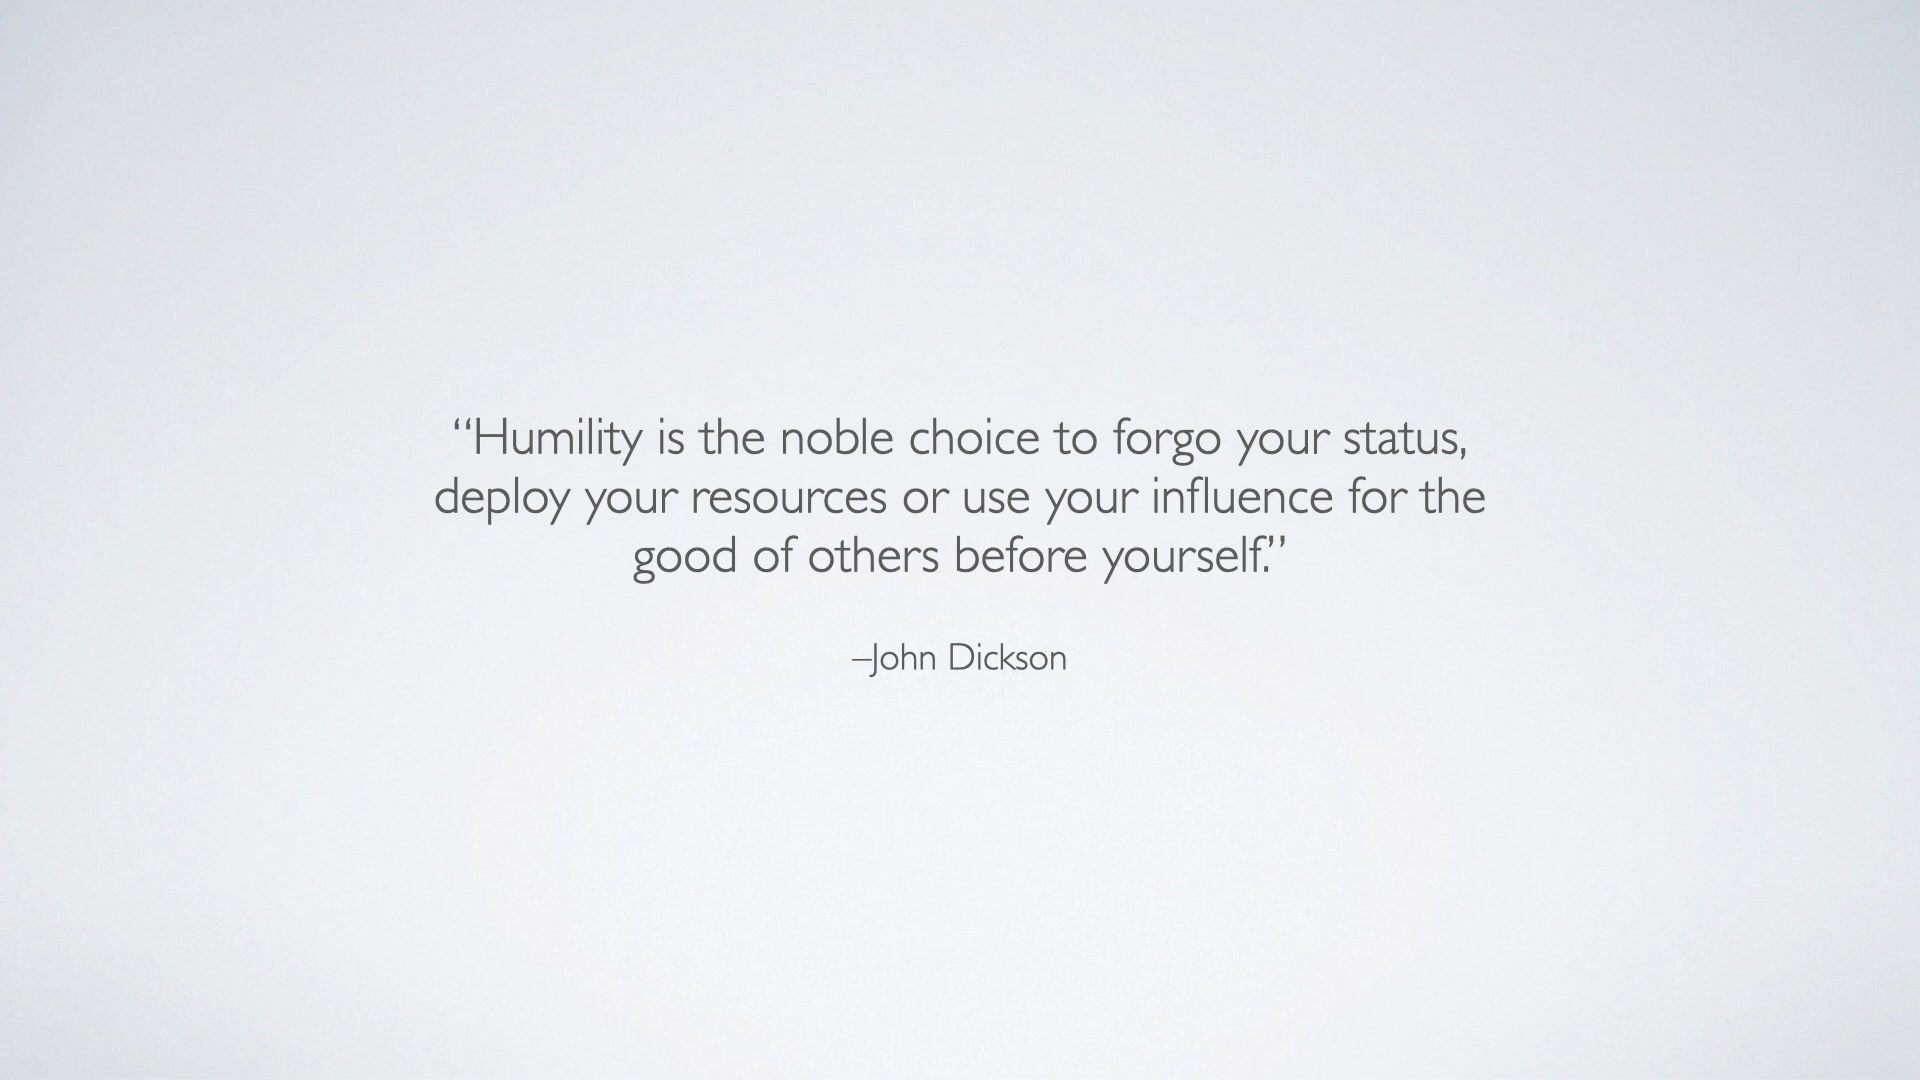 “Humility is the noble choice to forgo your status,
deploy your resources or use your influence for the
good of others before yourself.”
–John Dickson